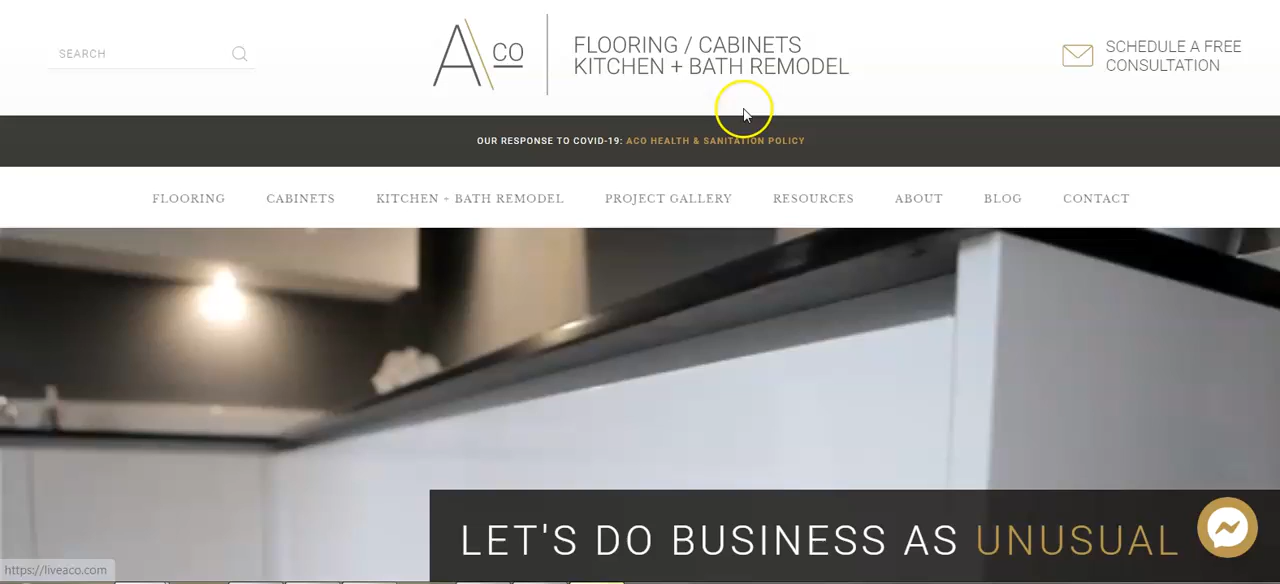 SEARCH
A\CO
FLOORING / CABINETS
KITCHEN + BATH REMODEL
SCHEDULE A FREE
CONSULTATION
OUR RESPONSE TO COVID-19: ACO HEALTH & SANITATION POLICY
FLOORING CABINETS KITCHEN + BATH REMODEL PROJECT GALLERY RESOURCES ABOUT BLOG CONTACT
LET'S DO BUSINESS AS UNUSUAL
https://liveaco.com